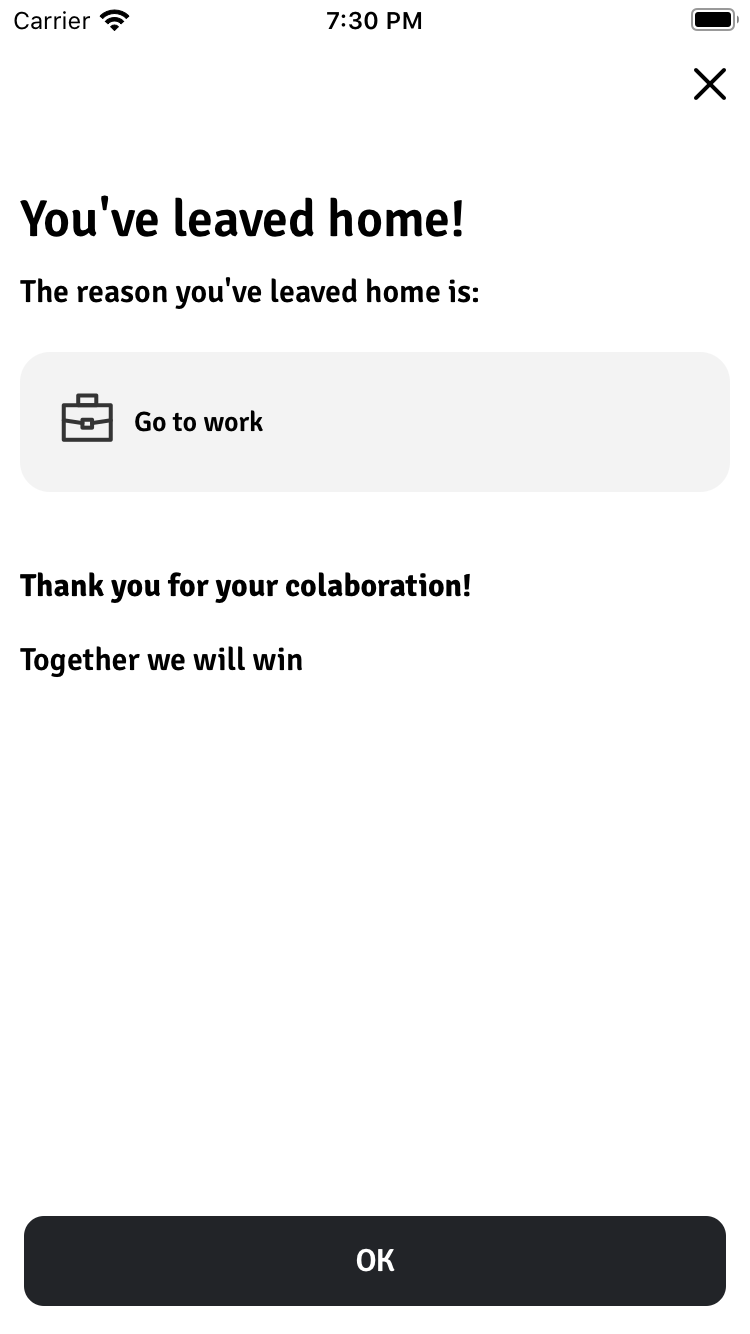 Carrier 7:30 PM
You've leaved home!
The reason you've leaved home is:
Go to work
Thank you for your colaboration!
Together we will win
OK